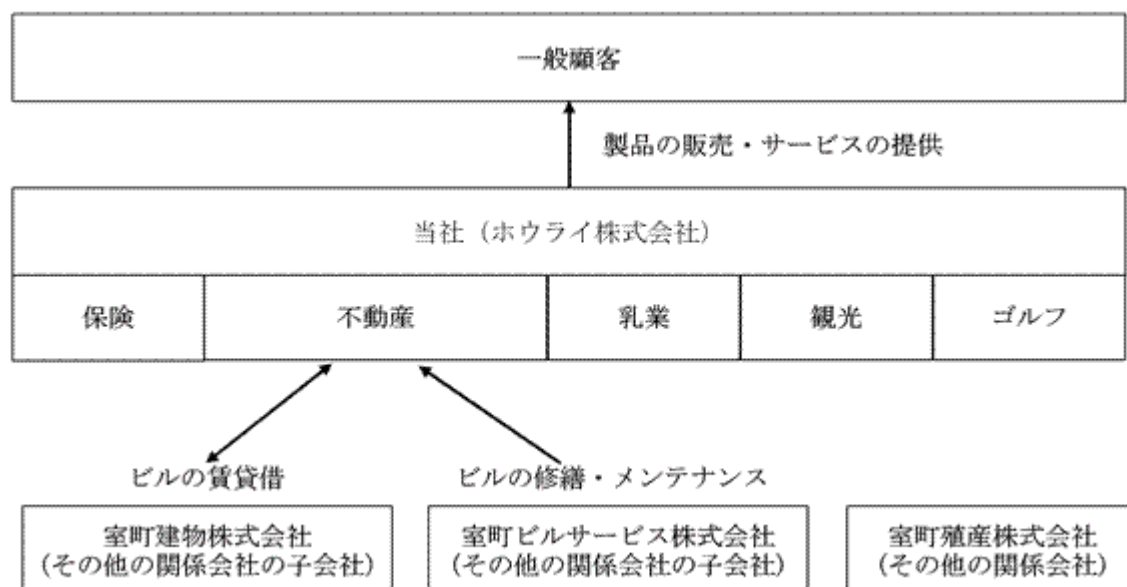 一般顧客
製品の販売・サービスの提供
当社（ホウライ株式会社）
保険
不動産
乳業
観光
ゴルフ
ビルの賃貸借
ビルの修繕・メンテナンス
室町建物株式会社
(その他の関係会社の子会社)
室町ビルサービス株式会社
(その他の関係会社の子会社)
室町殖産株式会社
(その他の関係会社)